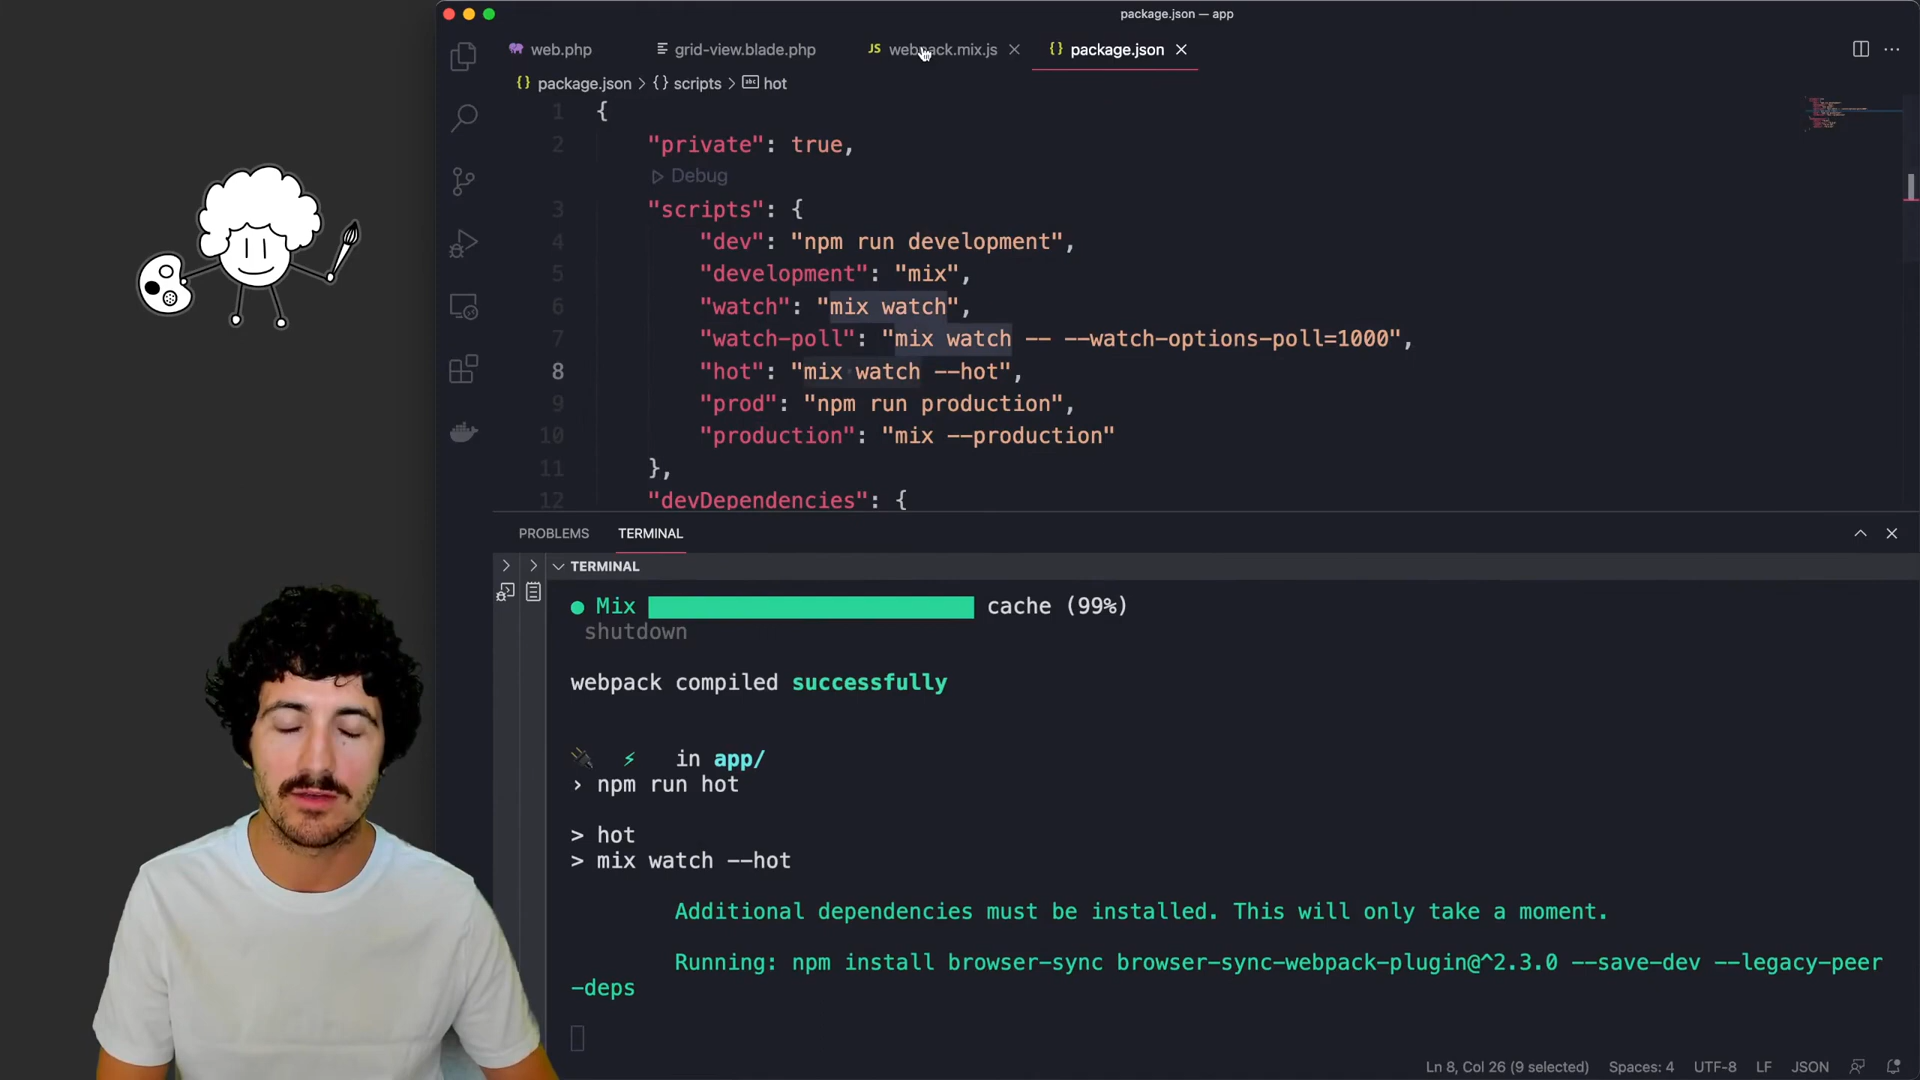 package.json — app
web.php
grid-view.blade.php
JS webpack.mix.js
{} package.json
{} package.json > {} scripts > abc hot
1 {
2 "private": true,
Debug
3 "scripts": {
4 "dev": "npm run development",
5 "development": "mix",
6 "watch": "mix watch",
7 "watch-poll": "mix watch -- --watch-options-poll=1000",
8 "hot": "mix watch --hot",
9 "prod": "npm run production",
10 "production": "mix --production"
11 },
12 "devDependencies": {
PROBLEMS TERMINAL
TERMINAL
● Mix cache (99%)
shutdown
webpack compiled successfully
in app/
› npm run hot
> hot
> mix watch --hot
Additional dependencies must be installed. This will only take a moment.
Running: npm install browser-sync browser-sync-webpack-plugin@^2.3.0 --save-dev --legacy-peer
-deps
Ln 8, Col 26 (9 selected) Spaces: 4 UTF-8 LF JSON